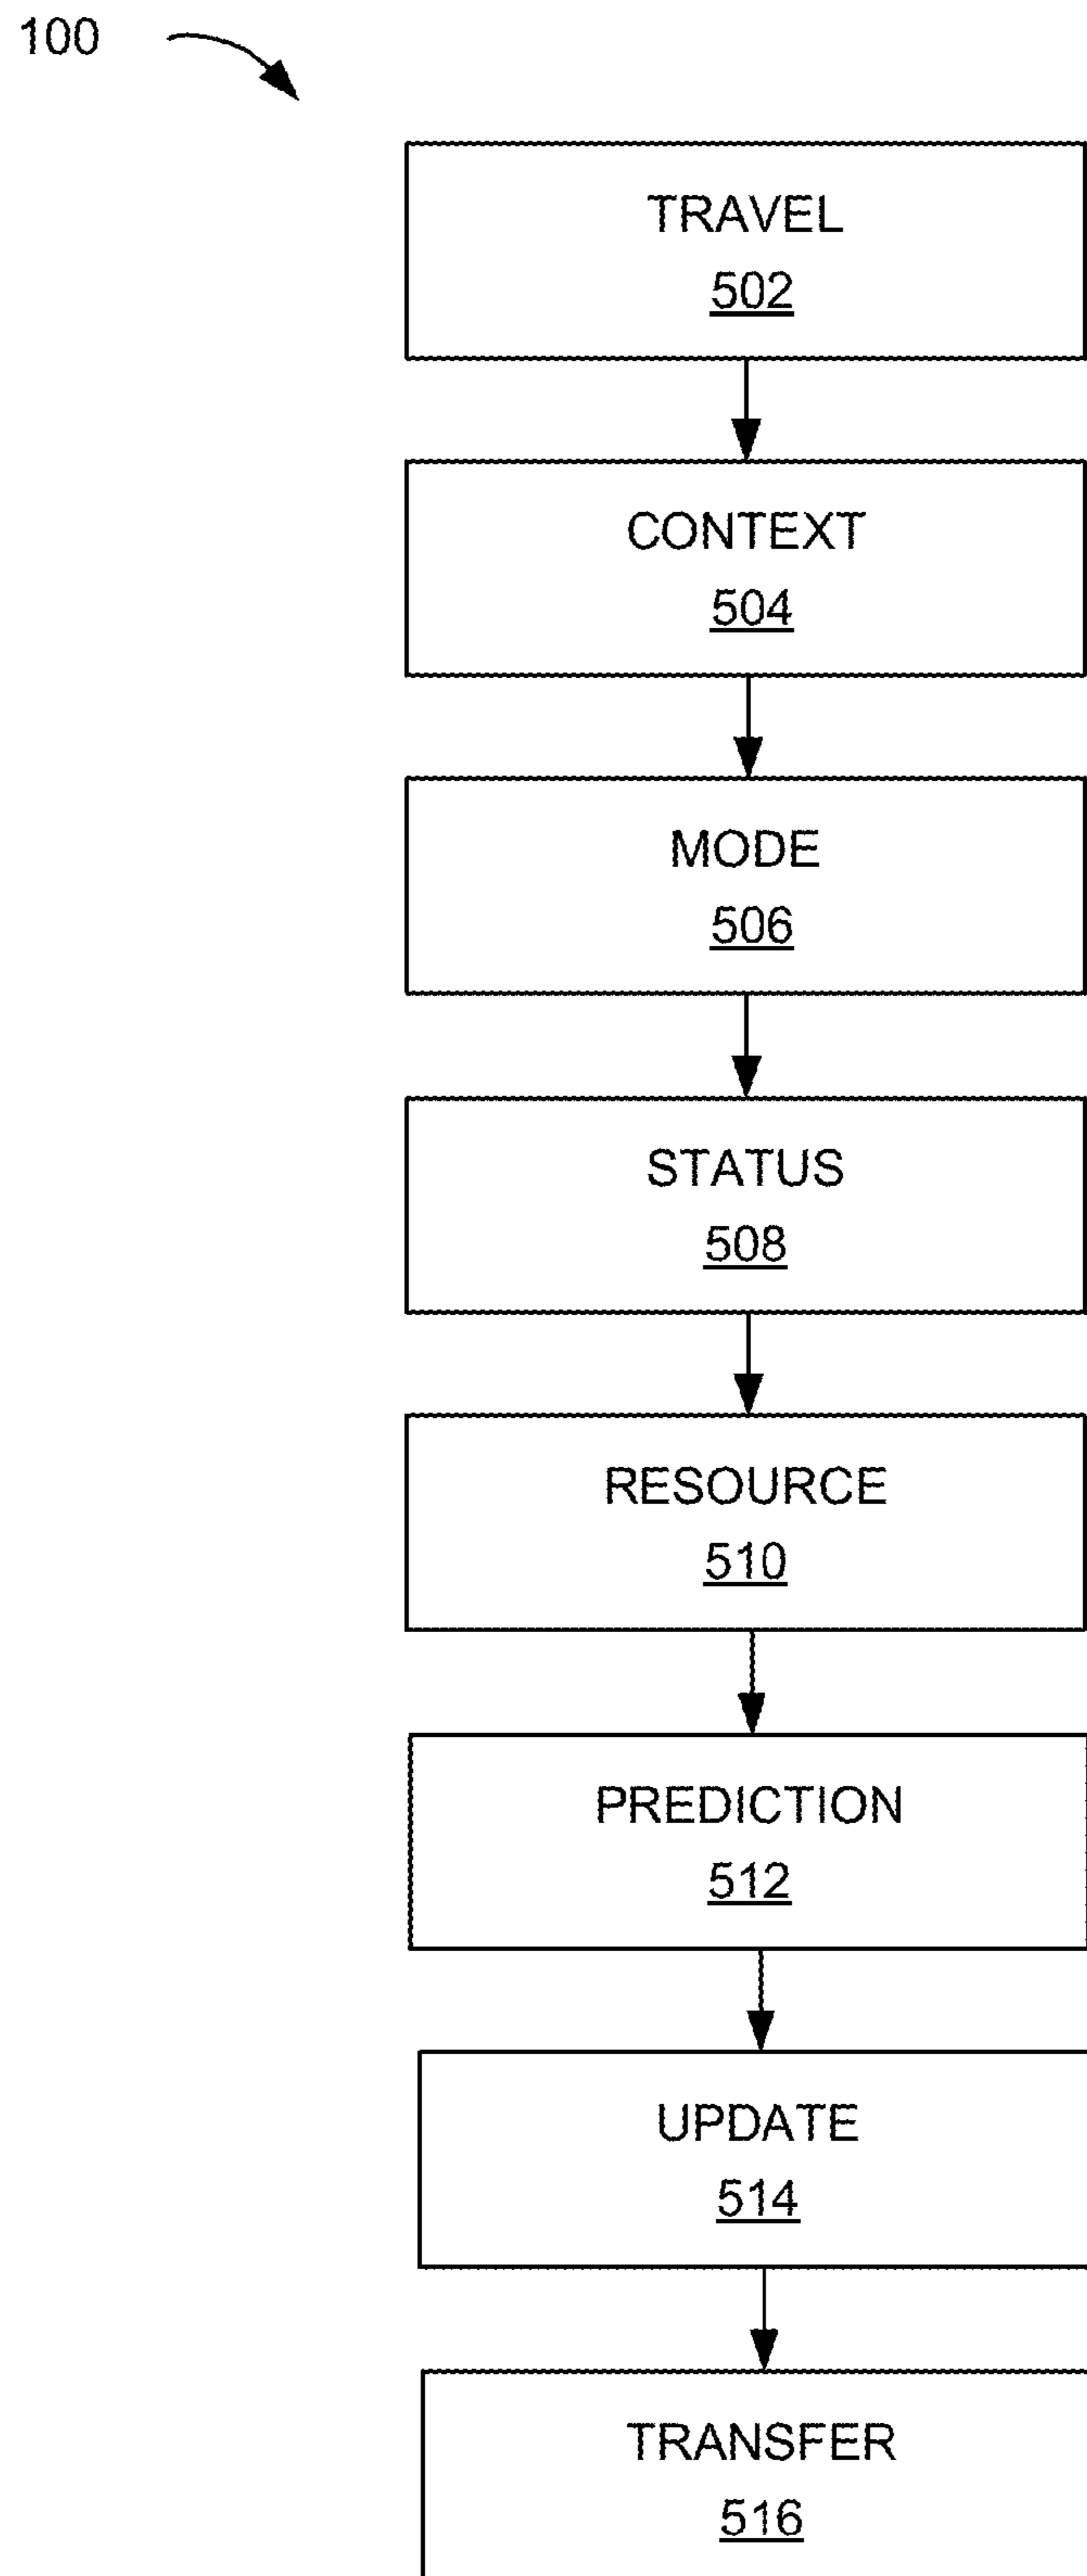 100
TRAVEL
502
CONTEXT
504
MODE
506
STATUS
508
RESOURCE
510
PREDICTION
512
UPDATE
514
TRANSFER
516